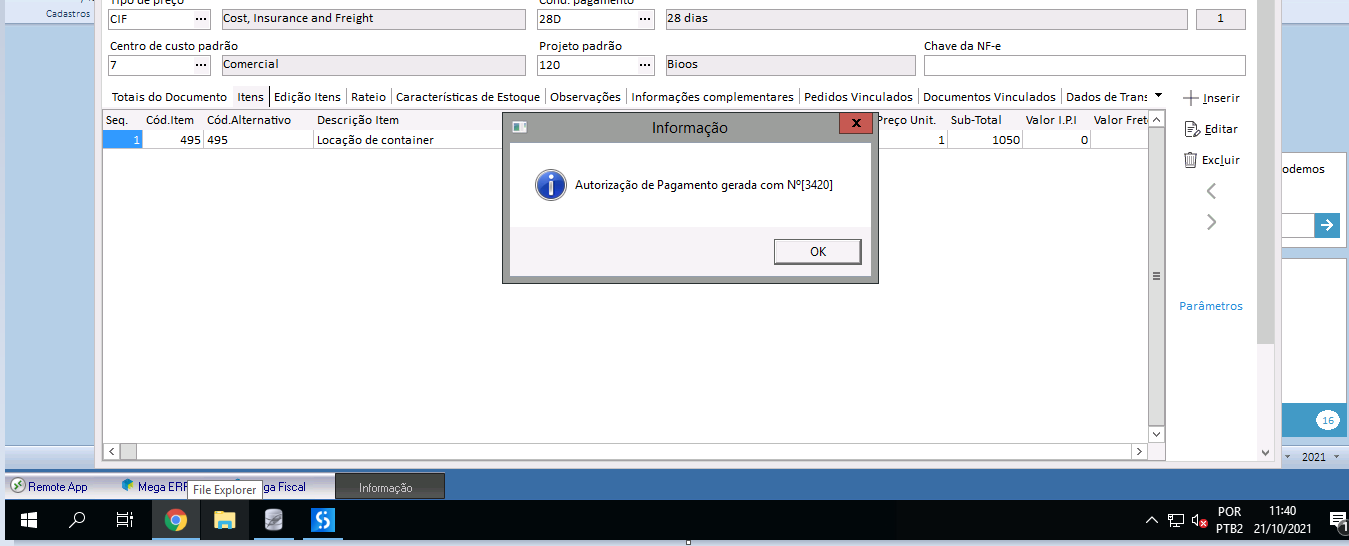 Tipo de preço
Cond. pagamento
Cadastros
CIF ... Cost, Insurance and Freight
28D ... 28 dias
1
Centro de custo padrão
Projeto padrão
Chave da NF-e
7 ... Comercial
120 ... Bioos
Totais do Documento Itens Edição Itens Rateio Características de Estoque Observações Informações complementares Pedidos Vinculados Documentos Vinculados Dados de Trans
Inserir
Seq. Cód.Item Cód.Alternativo Descrição Item
Preço Unit. Sub-Total Valor I.P.I Valor Frete
1 495 495 Locação de container
1 1050 0
Editar
Excluir
Informação
x
Autorização de Pagamento gerada com Nº[3420]
OK
odemos
Parâmetros
16
2021
Remote App
Mega ERP
ga Fiscal
Informação
File Explorer
POR
PTB2
11:40
21/10/2021
1